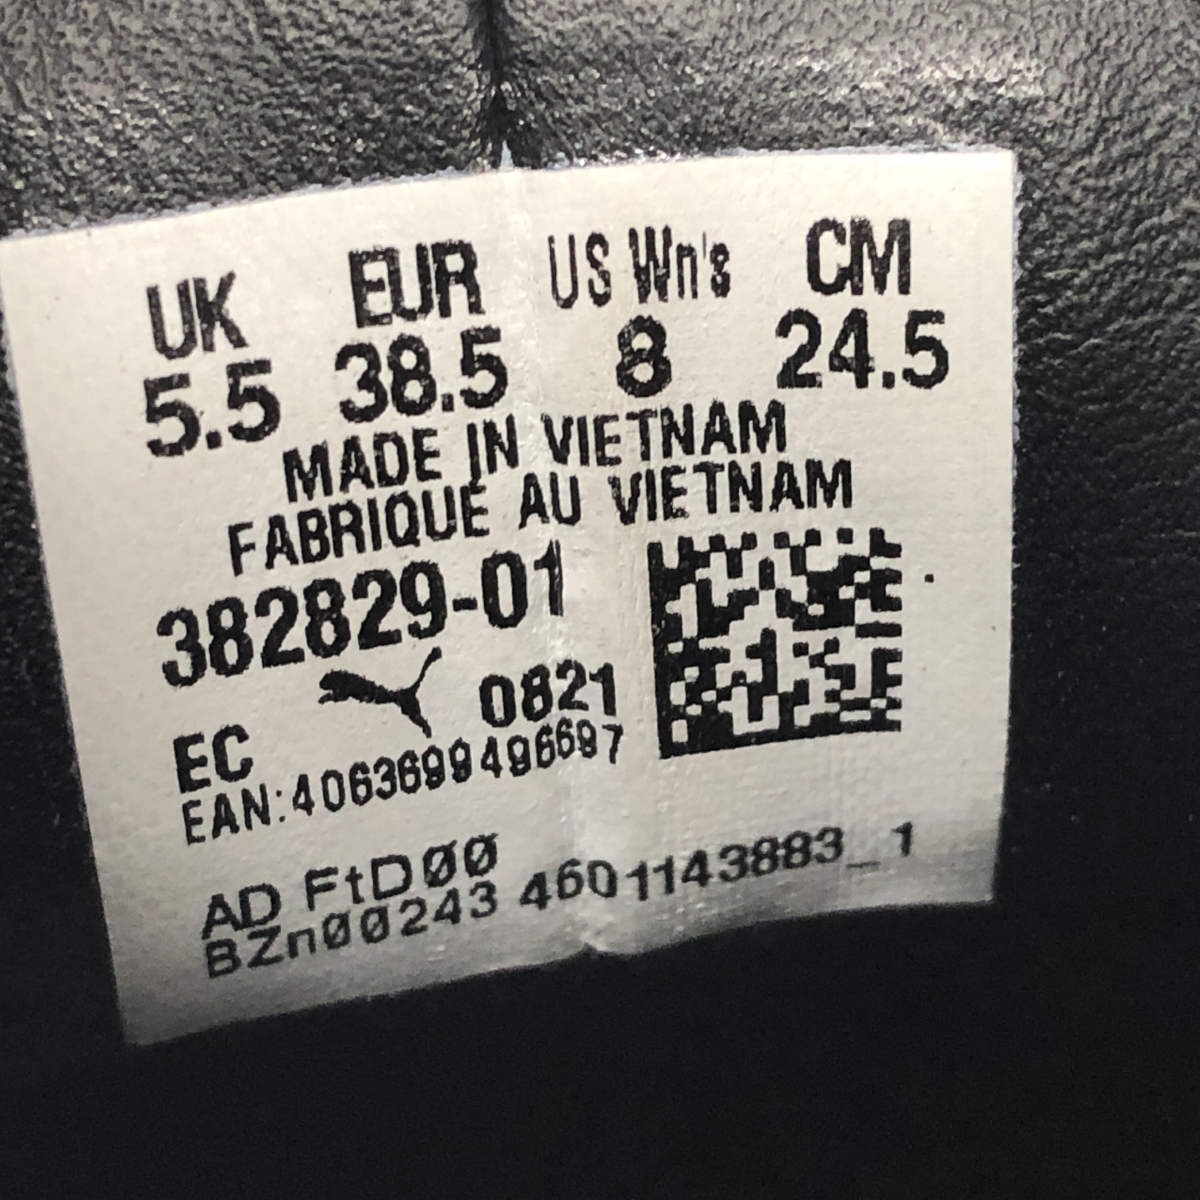 UK EUR US Wn's CM
5.5 38.5 8 24.5
MADE IN VIETNAM
FABRIQUÉ AU VIETNAM
382829-01
EC 0821
EAN:4063699496697
AD FtD00
BZn00243 4601143883_1